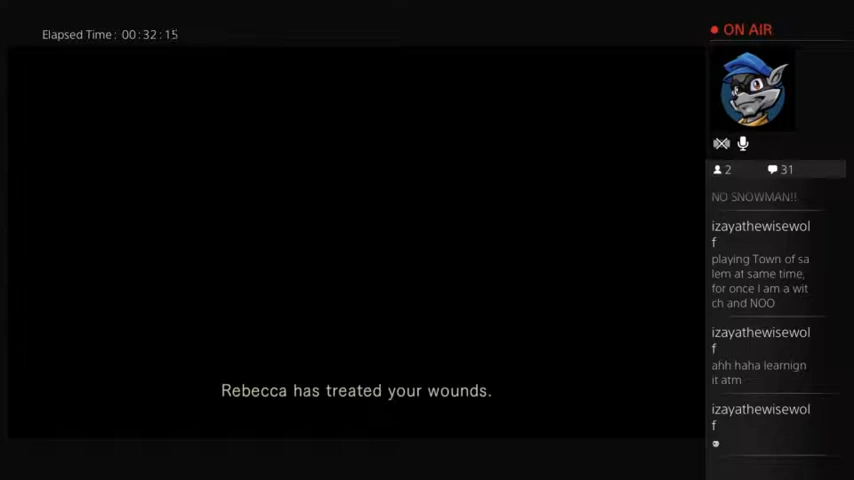 Elapsed Time: 00:32:15
ON AIR
2 31
NO SNOWMAN!!
izayathewisewol
f
playing Town of sa
lem at same time,
for once I am a wit
ch and NOO
izayathewisewol
f
ahh haha learnign
it atm
izayathewisewol
f
Rebecca has treated your wounds.